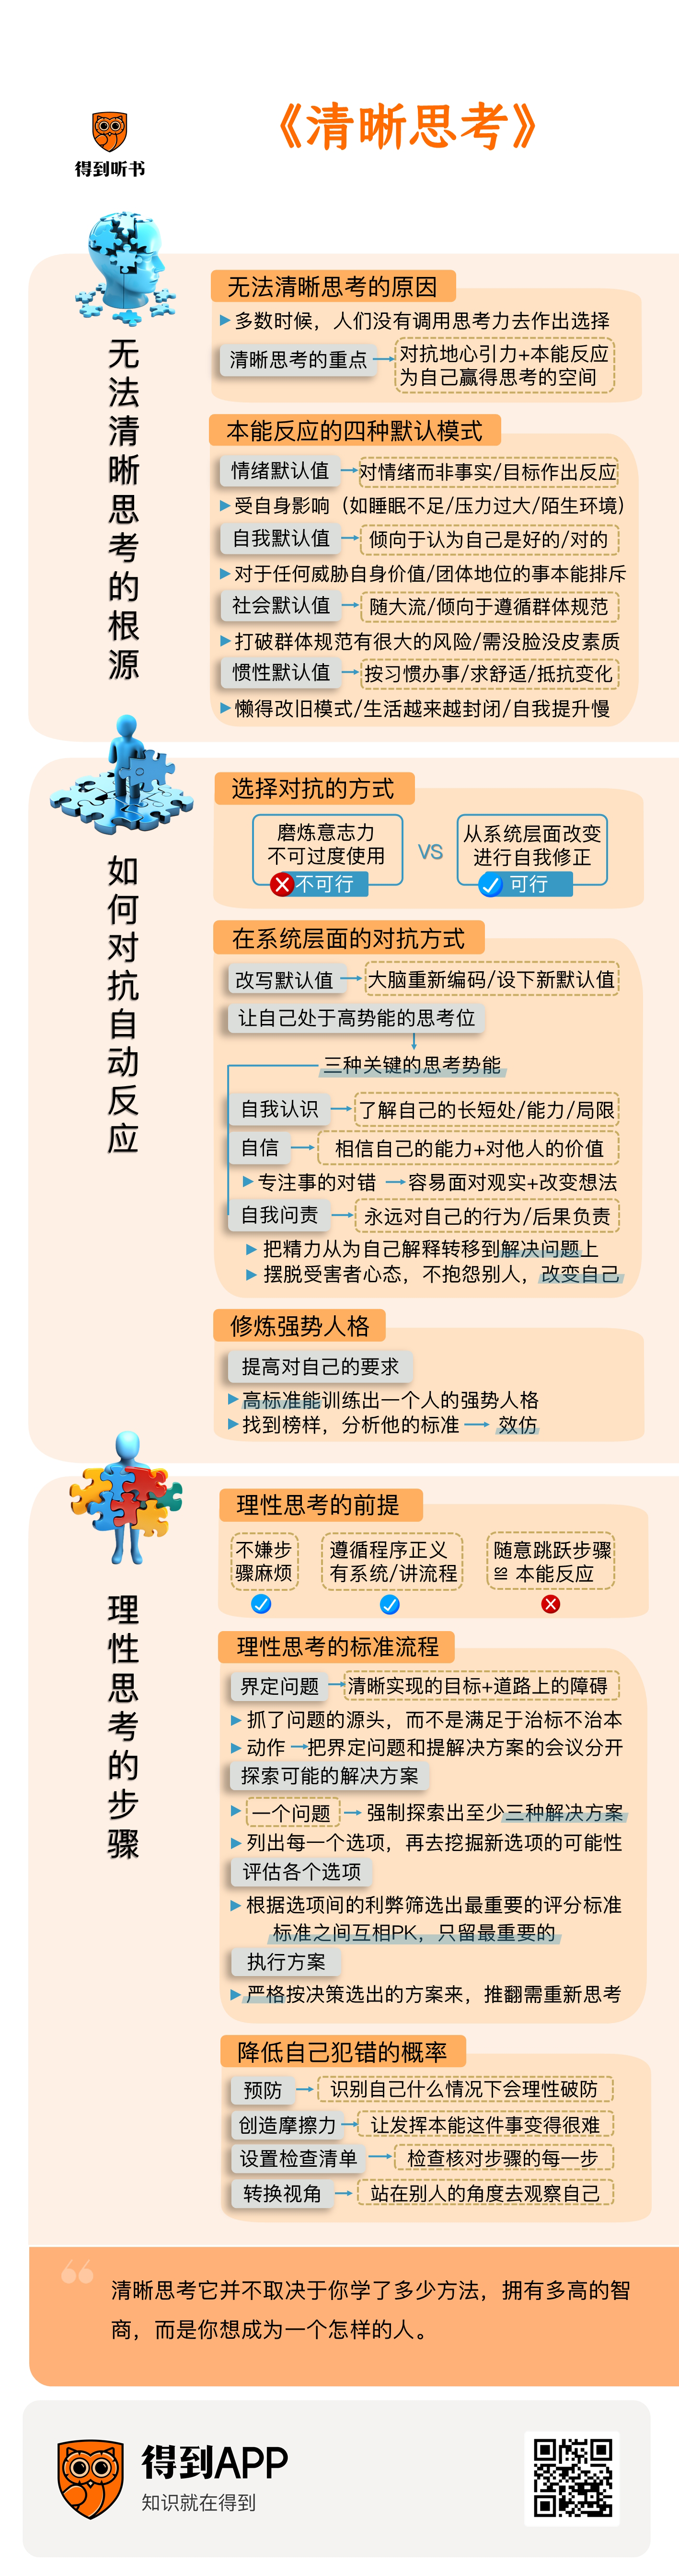 《清晰思考》
得到听书
无法清晰思考的根源
无法清晰思考的原因
多数时候，人们没有调用思考力去作出选择
清晰思考的重点
对抗地心引力+本能反应
为自己赢得思考的空间
本能反应的四种默认模式
情绪默认值
对情绪而非事实/目标作出反应
受自身影响（如睡眠不足/压力过大/陌生环境）
自我默认值
倾向于认为自己是好的/对的
对于任何威胁自身价值/团体地位的事本能排斥
社会默认值
随大流/倾向于遵循群体规范
打破群体规范有很大的风险/需没脸没皮素质
惯性默认值
按习惯办事/求舒适/抵抗变化
懒得改旧模式/生活越来越封闭/自我提升慢
如何对抗自动反应
选择对抗的方式
磨炼意志力
不可过度使用
不可行
VS
从系统层面改变
进行自我修正
可行
在系统层面的对抗方式
改写默认值
大脑重新编码/设下新默认值
让自己处于高势能的思考位
三种关键的思考势能
自我认识
了解自己的长短处/能力/局限
自信
相信自己的能力+对他人的价值
专注事的对错
容易面对观实+改变想法
自我问责
永远对自己的行为/后果负责
把精力从为自己解释转移到解决问题上
摆脱受害者心态，不抱怨别人，改变自己
修炼强势人格
提高对自己的要求
高标准能训练出一个人的强势人格
找到榜样，分析他的标准
效仿
理性思考的步骤
理性思考的前提
不嫌步
骤麻烦
遵循程序正义
有系统/讲流程
随意跳跃步骤
≌ 本能反应
理性思考的标准流程
界定问题
清晰实现的目标+道路上的障碍
抓了问题的源头，而不是满足于治标不治本
动作
把界定问题和提解决方案的会议分开
探索可能的解决方案
一个问题
强制探索出至少三种解决方案
列出每一个选项，再去挖掘新选项的可能性
评估各个选项
根据选项间的利弊筛选出最重要的评分标准
标准之间互相PK，只留最重要的
执行方案
严格按决策选出的方案来，推翻需重新思考
降低自己犯错的概率
预防
识别自己什么情况下会理性破防
创造摩擦力
让发挥本能这件事变得很难
设置检查清单
检查核对步骤的每一步
转换视角
站在别人的角度去观察自己
清晰思考它并不取决于你学了多少方法，拥有多高的智
商，而是你想成为一个怎样的人。
得到APP
知识就在得到